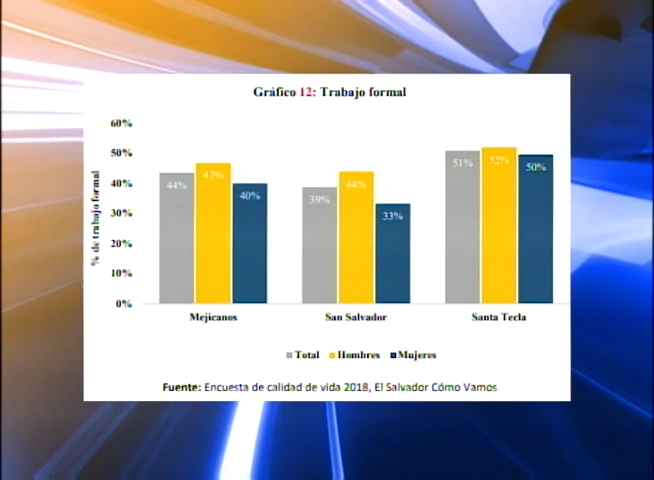 Gráfico 12: Trabajo formal
% de trabajo formal
60%
50%
40%
30%
20%
10%
0%
44% 47% 40%
39% 44% 33%
51% 52% 50%
Mejicanos San Salvador Santa Tecla
Total Hombres Mujeres
Fuente: Encuesta de calidad de vida 2018, El Salvador Cómo Vamos